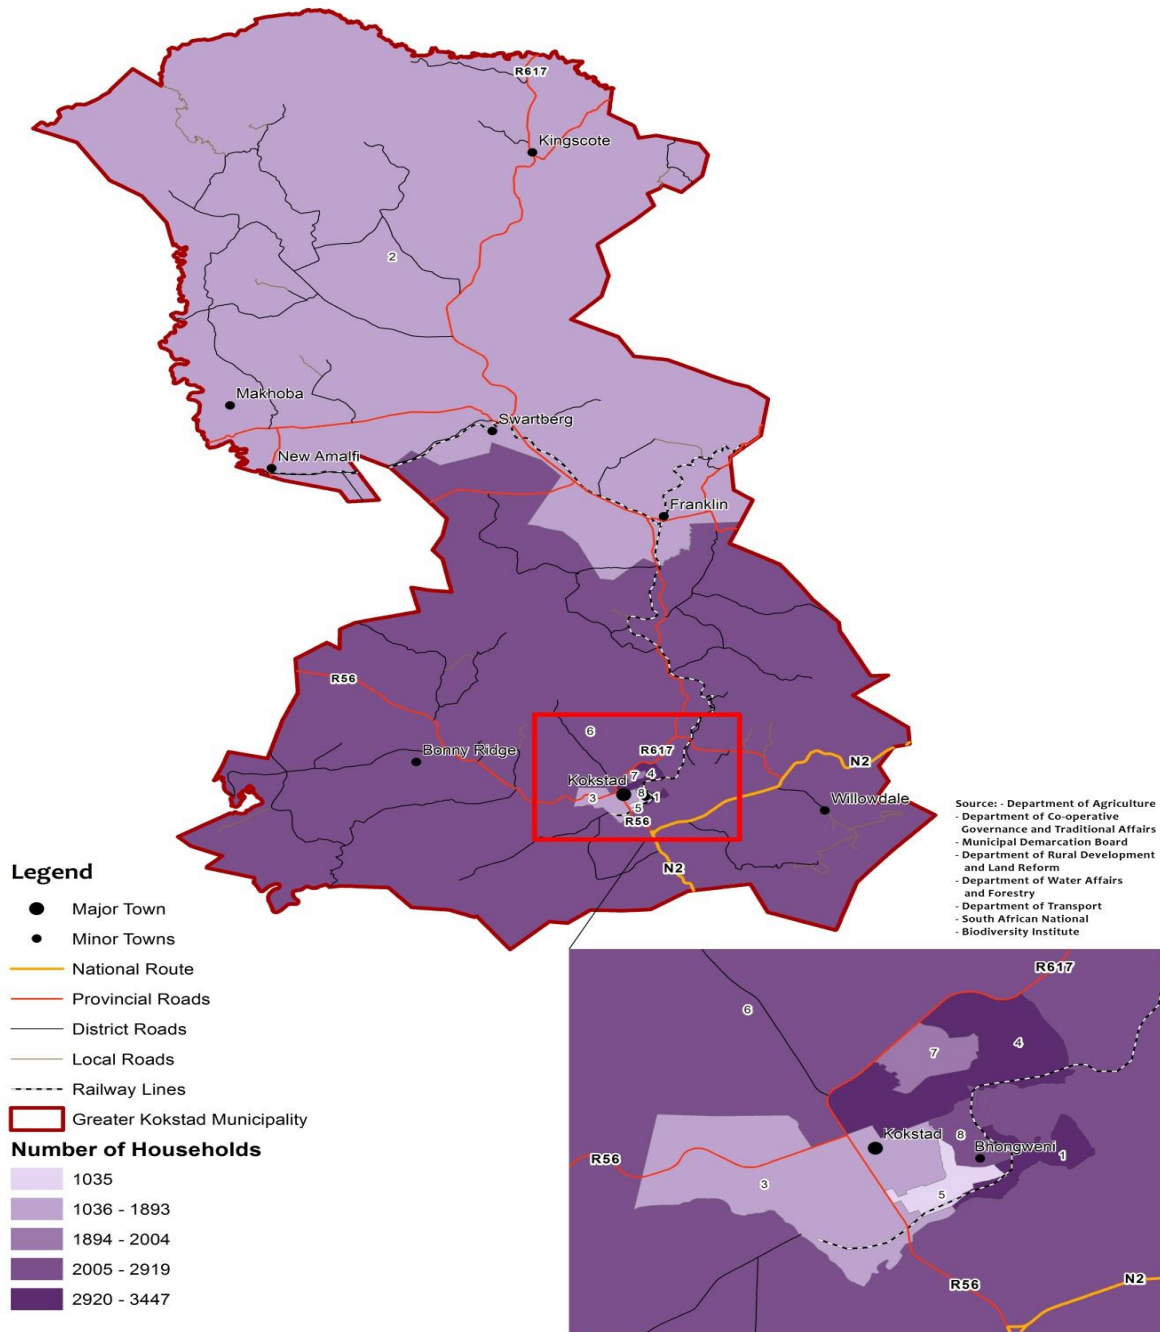 R617
Kingscote
2
Makhoba
Swartberg
New Amalfi
Franklin
R56
6
Bonny Ridge
R617
N2
7
4
Kokstad
3
8
1
5
R56
Willowdale
N2
Source: - Department of Agriculture
- Department of Co-operative
Governance and Traditional Affairs
- Municipal Demarcation Board
- Department of Rural Development
and Land Reform
- Department of Water Affairs
and Forestry
- Department of Transport
- South African National
- Biodiversity Institute
Legend
Major Town
Minor Towns
National Route
Provincial Roads
District Roads
Local Roads
Railway Lines
Greater Kokstad Municipality
Number of Households
1035
1036 - 1893
1894 - 2004
2005 - 2919
2920 - 3447
R617
6
4
7
Kokstad
8
Bhongweni
1
R56
3
5
R56
N2